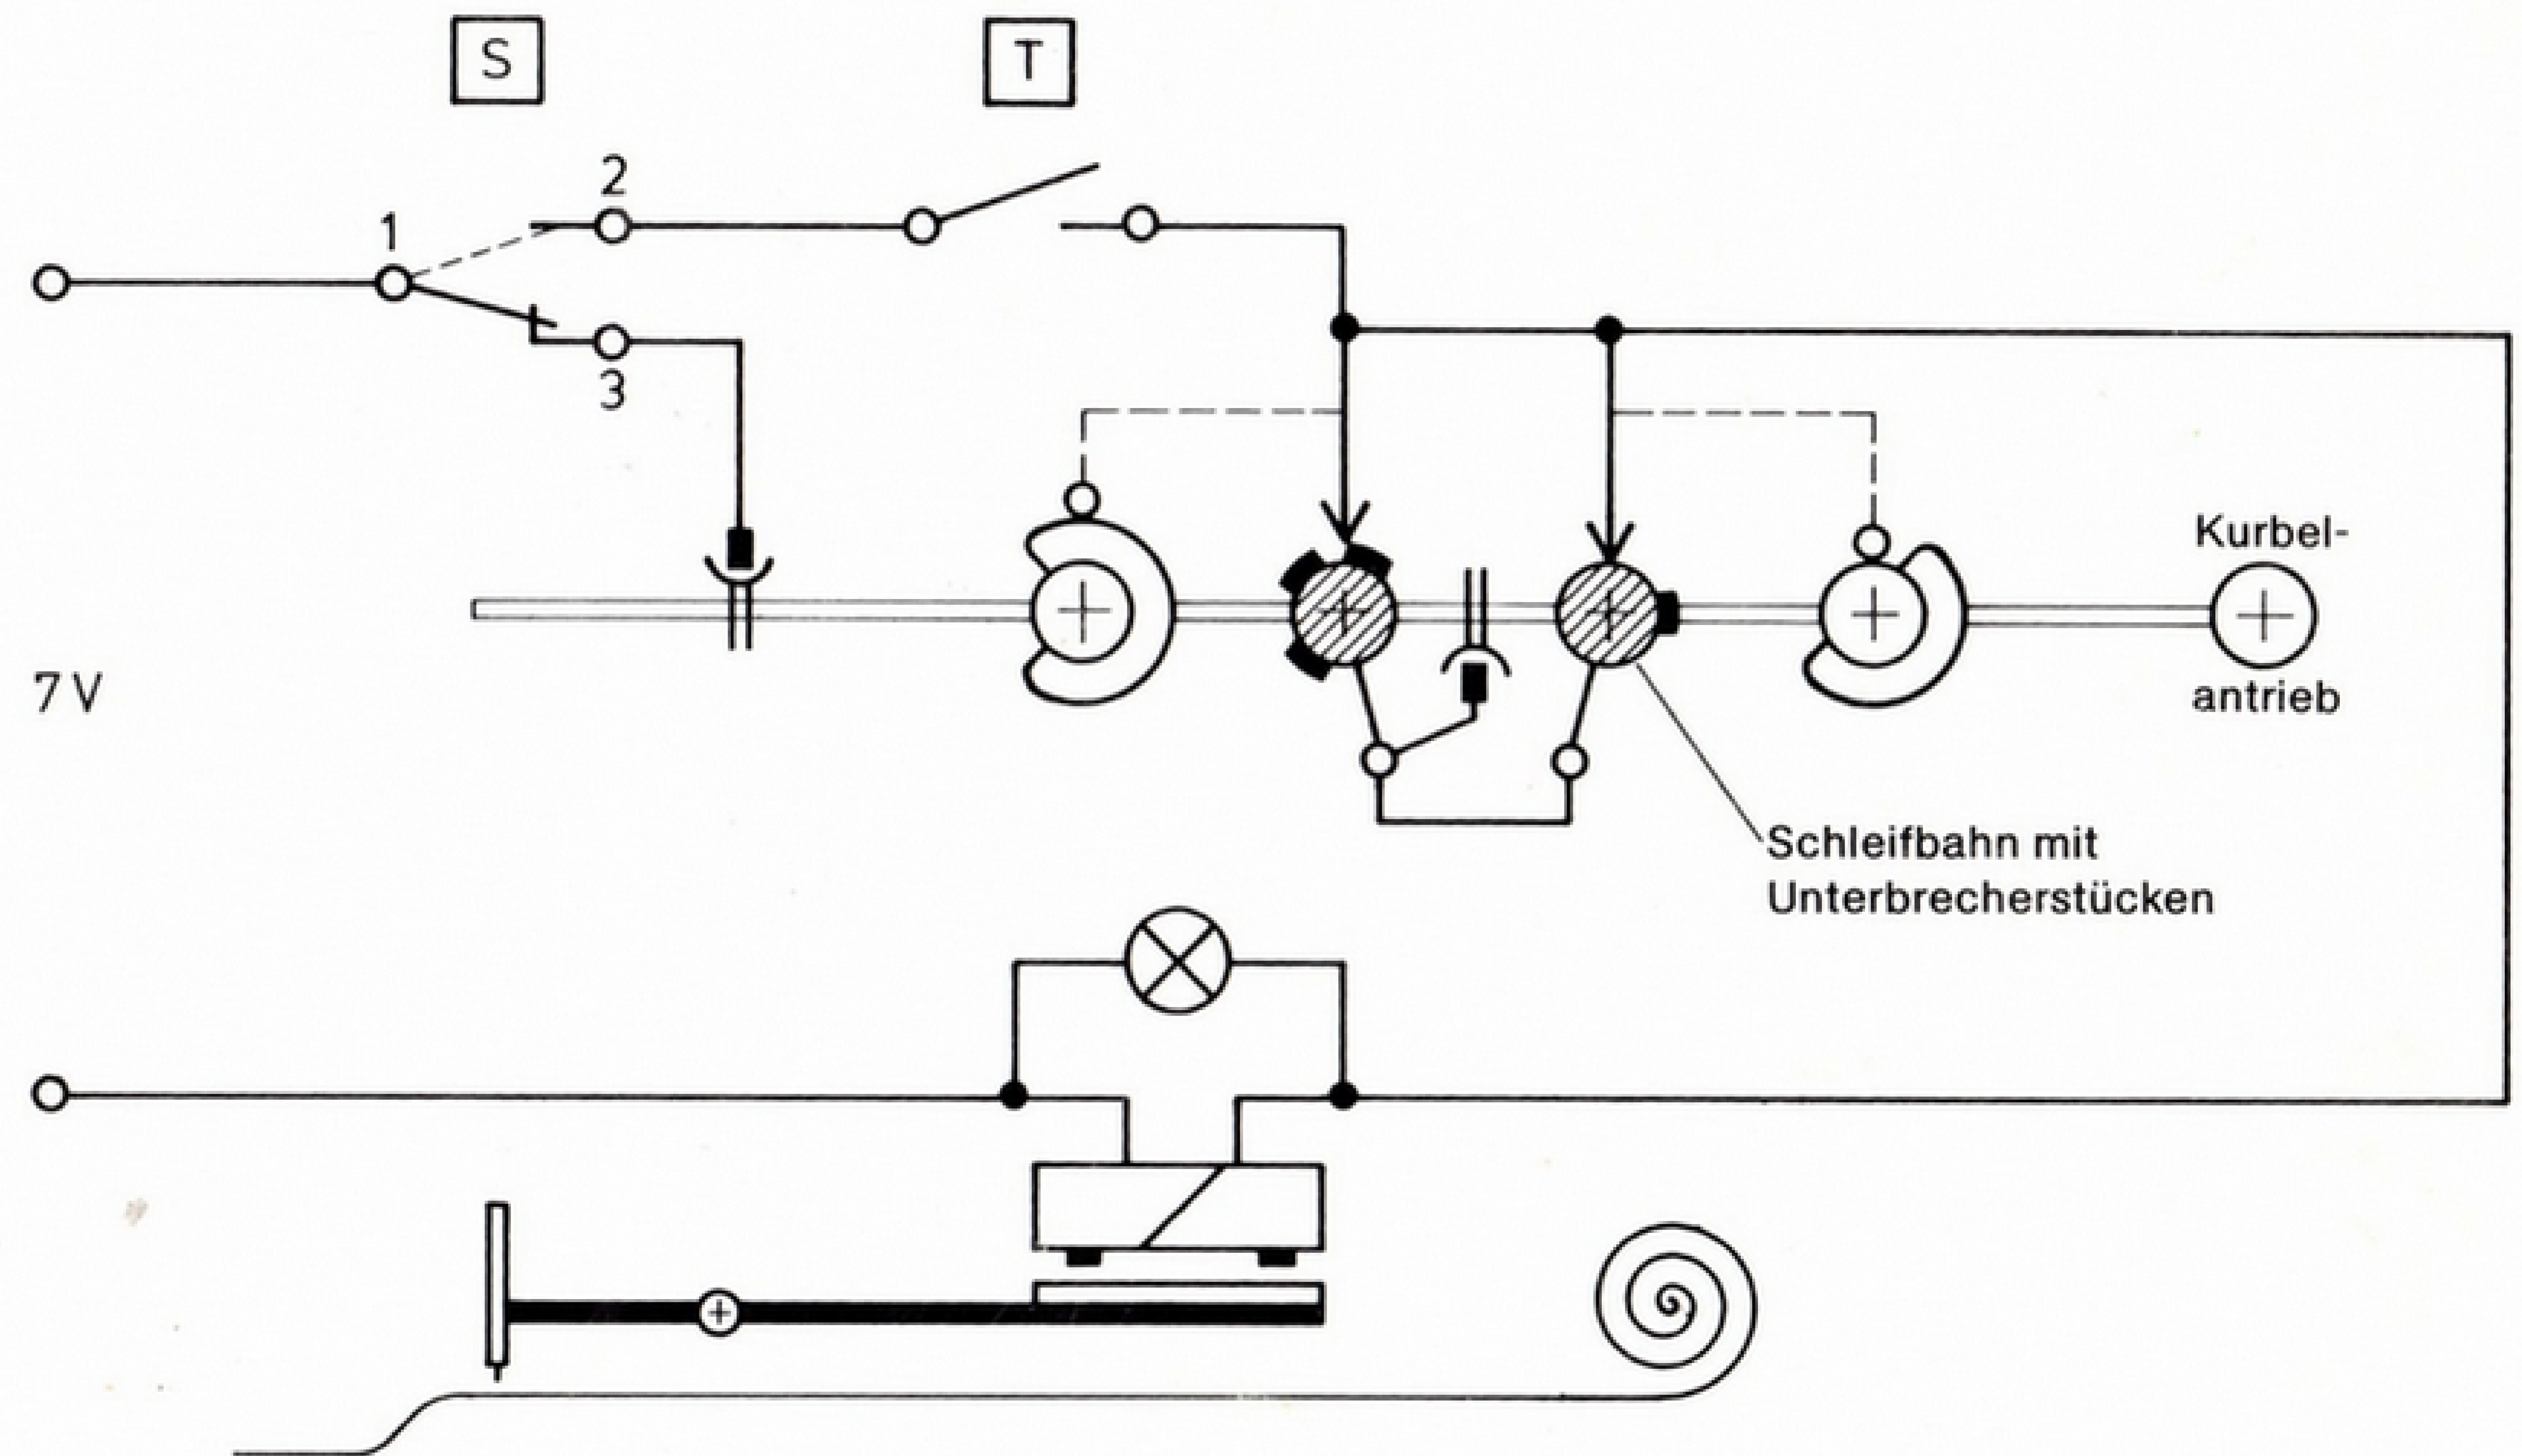 S
T
2
1
3
Kurbel-
antrieb
7 V
Schleifbahn mit
Unterbrecherstücken